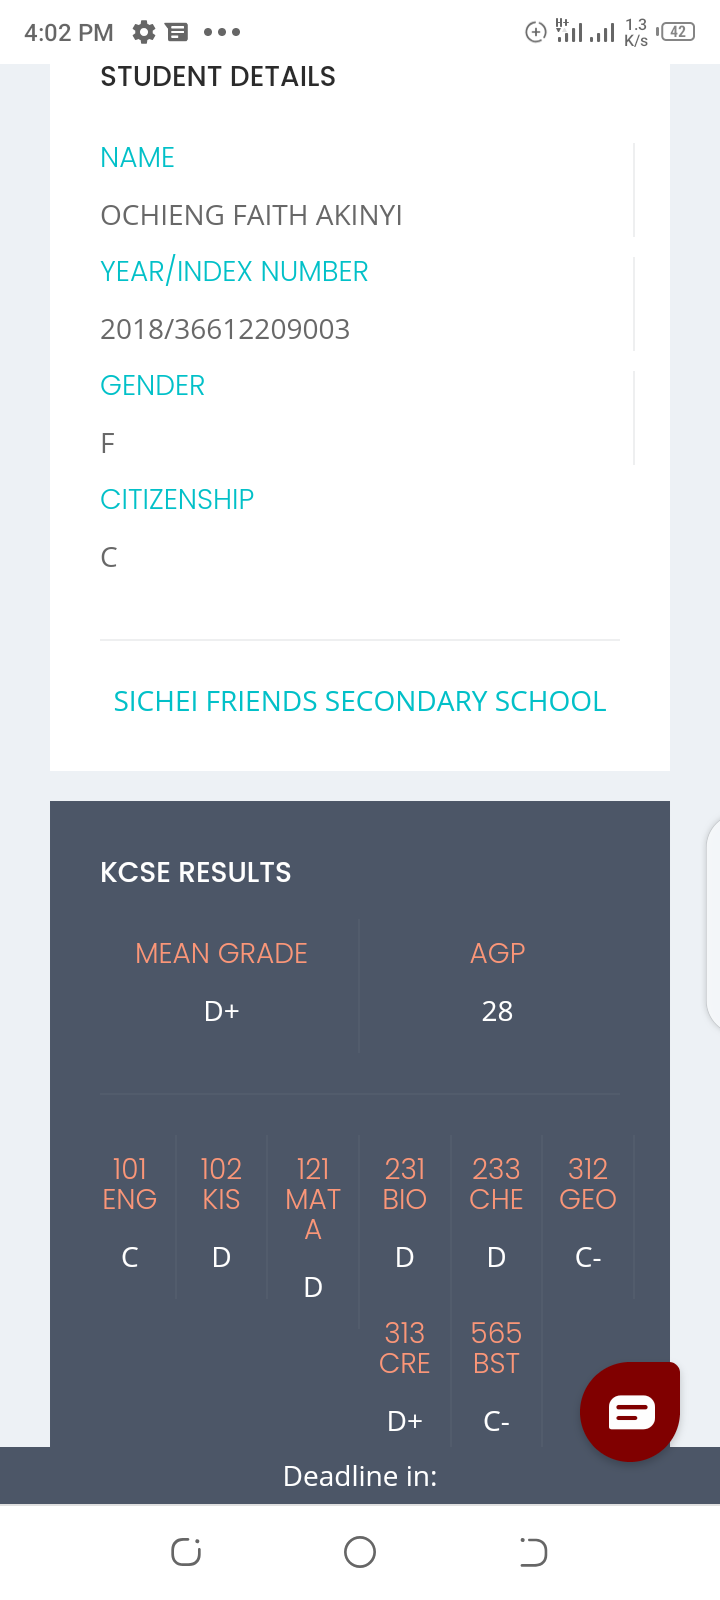 4:02 PM
H+
1.3
K/s
42
STUDENT DETAILS
NAME
OCHIENG FAITH AKINYI
YEAR/INDEX NUMBER
2018/36612209003
GENDER
F
CITIZENSHIP
C
SICHEI FRIENDS SECONDARY SCHOOL
KCSE RESULTS
MEAN GRADE
D+
AGP
28
101
ENG
C
102
KIS
D
121
MAT
A
D
231
BIO
D
233
CHE
D
312
GEO
C-
313
CRE
D+
565
BST
C-
Deadline in: